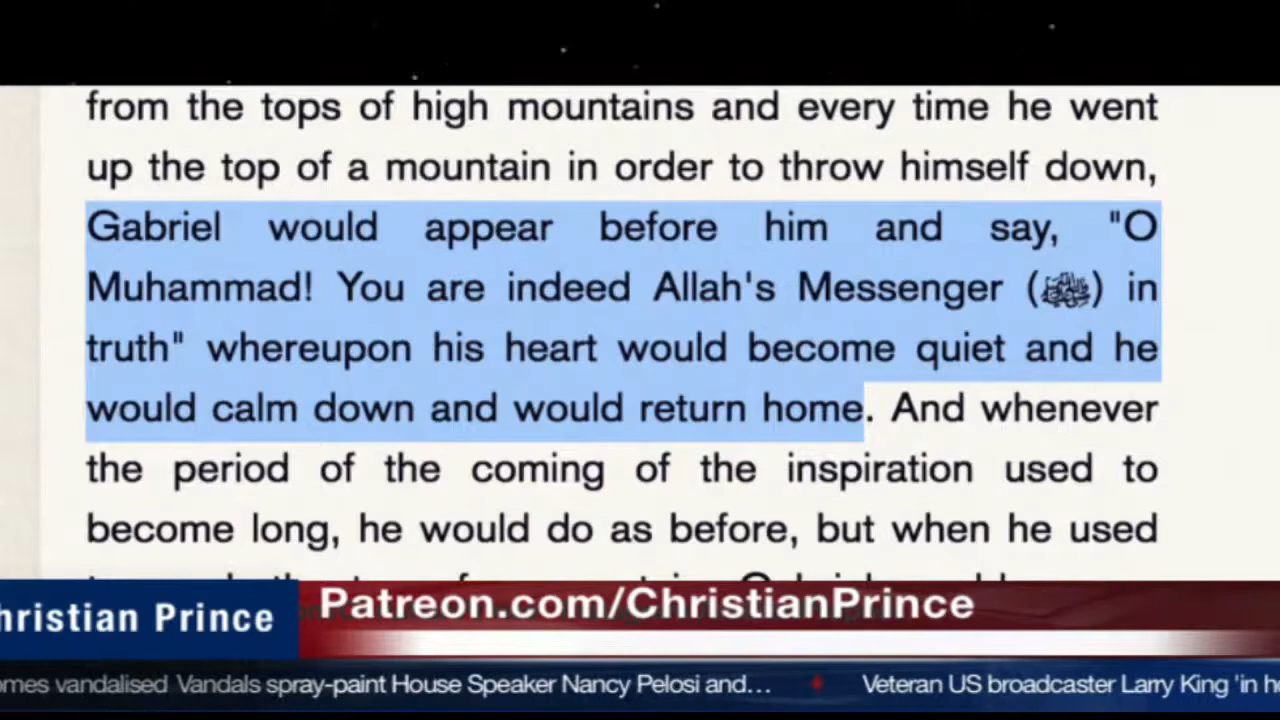 from the tops of high mountains and every time he went
up the top of a mountain in order to throw himself down,
Gabriel would appear before him and say, "O
Muhammad! You are indeed Allah's Messenger (ﷺ) in
truth" whereupon his heart would become quiet and he
would calm down and would return home. And whenever
the period of the coming of the inspiration used to
become long, he would do as before, but when he used
hristian Prince
Patreon.com/ChristianPrince
omes vandalised Vandals spray-paint House Speaker Nancy Pelosi and... Veteran US broadcaster Larry King 'in h